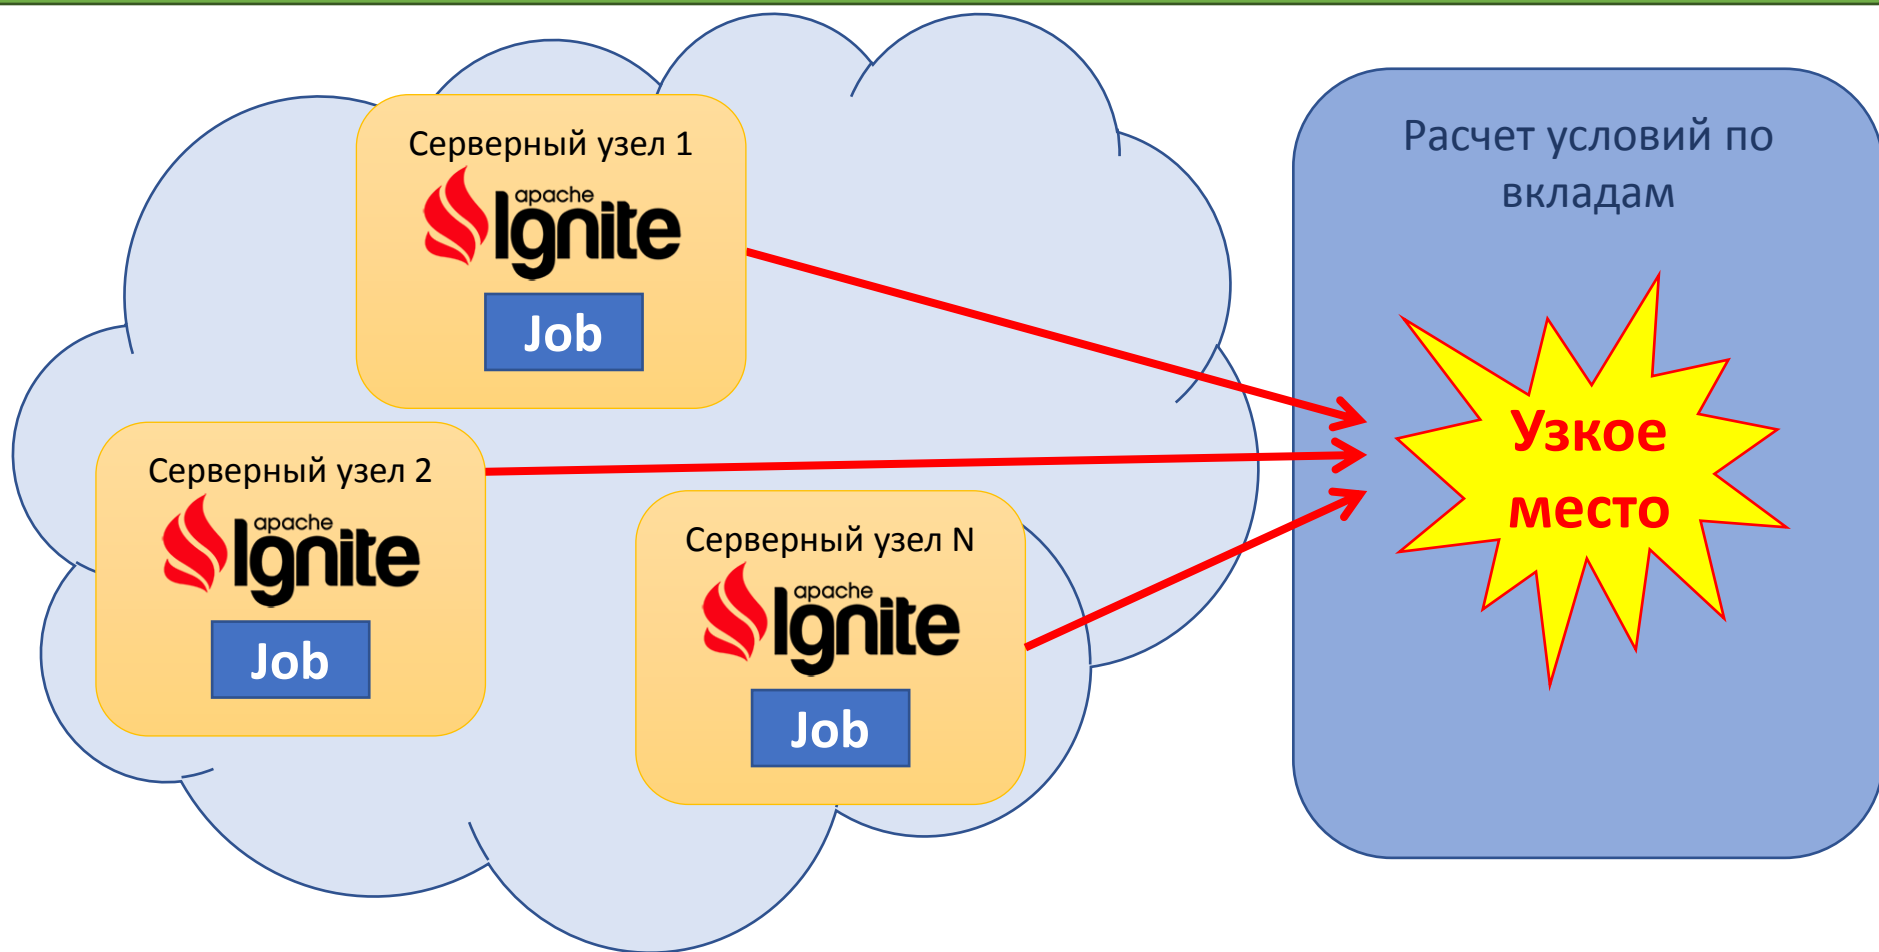 Серверный узел 1
apache
Ignite
Job
Серверный узел 2
apache
Ignite
Job
Серверный узел N
apache
Ignite
Job
Расчет условий по
вкладам
Узкое
место